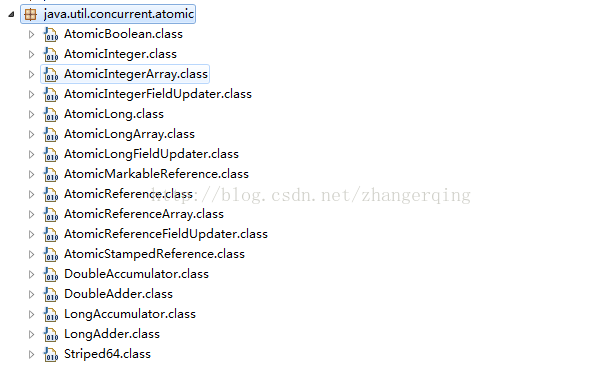 java.util.concurrent.atomic
AtomicBoolean.class
AtomicInteger.class
AtomicIntegerArray.class
AtomicIntegerFieldUpdater.class
AtomicLong.class
AtomicLongArray.class
AtomicLongFieldUpdater.class
AtomicMarkableReference.class
AtomicReference.class
http://blog.csdn.net/zhangerqing
AtomicReferenceArray.class
AtomicReferenceFieldUpdater.class
AtomicStampedReference.class
DoubleAccumulator.class
DoubleAdder.class
LongAccumulator.class
LongAdder.class
Striped64.class